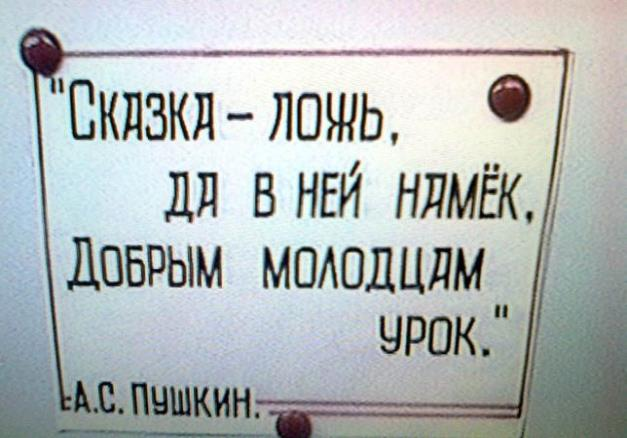 "Сказка – ложь,
да в ней намёк,
Добрым молодцам
урок."
А.С. Пушкин.